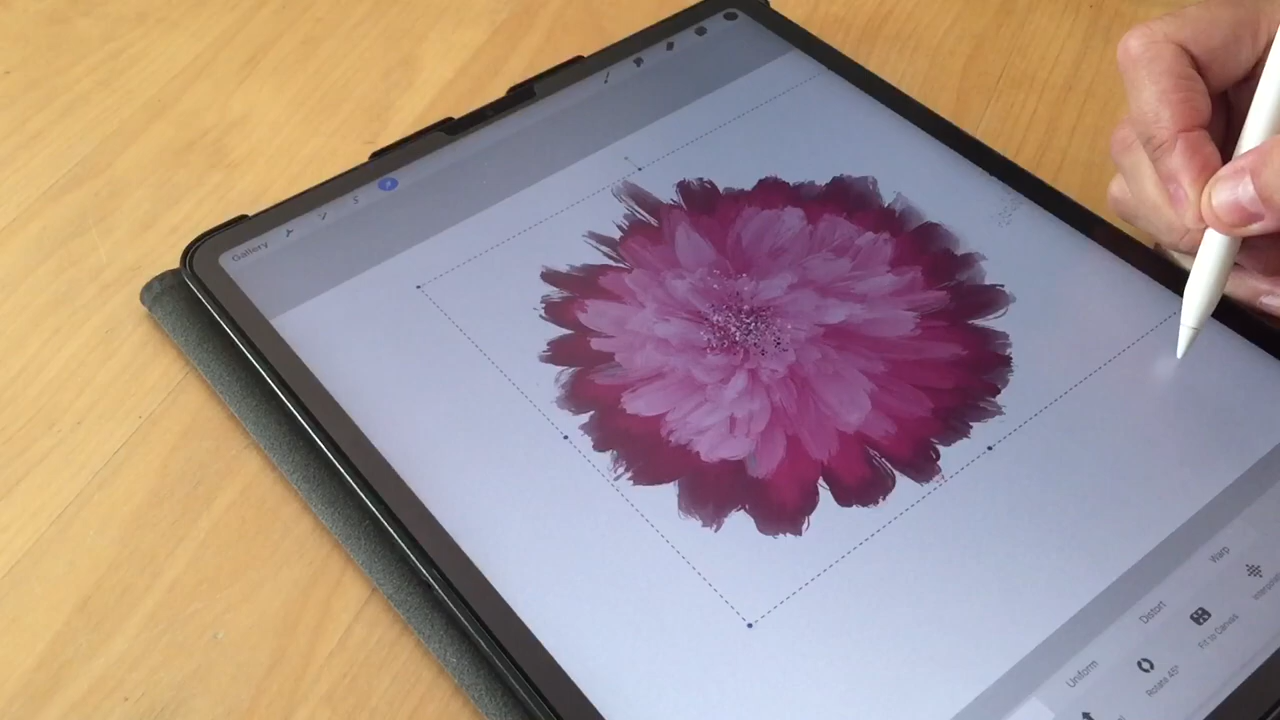 Gallery
Warp
Distort
Uniform
Fit to Canvas
Rotate 45°